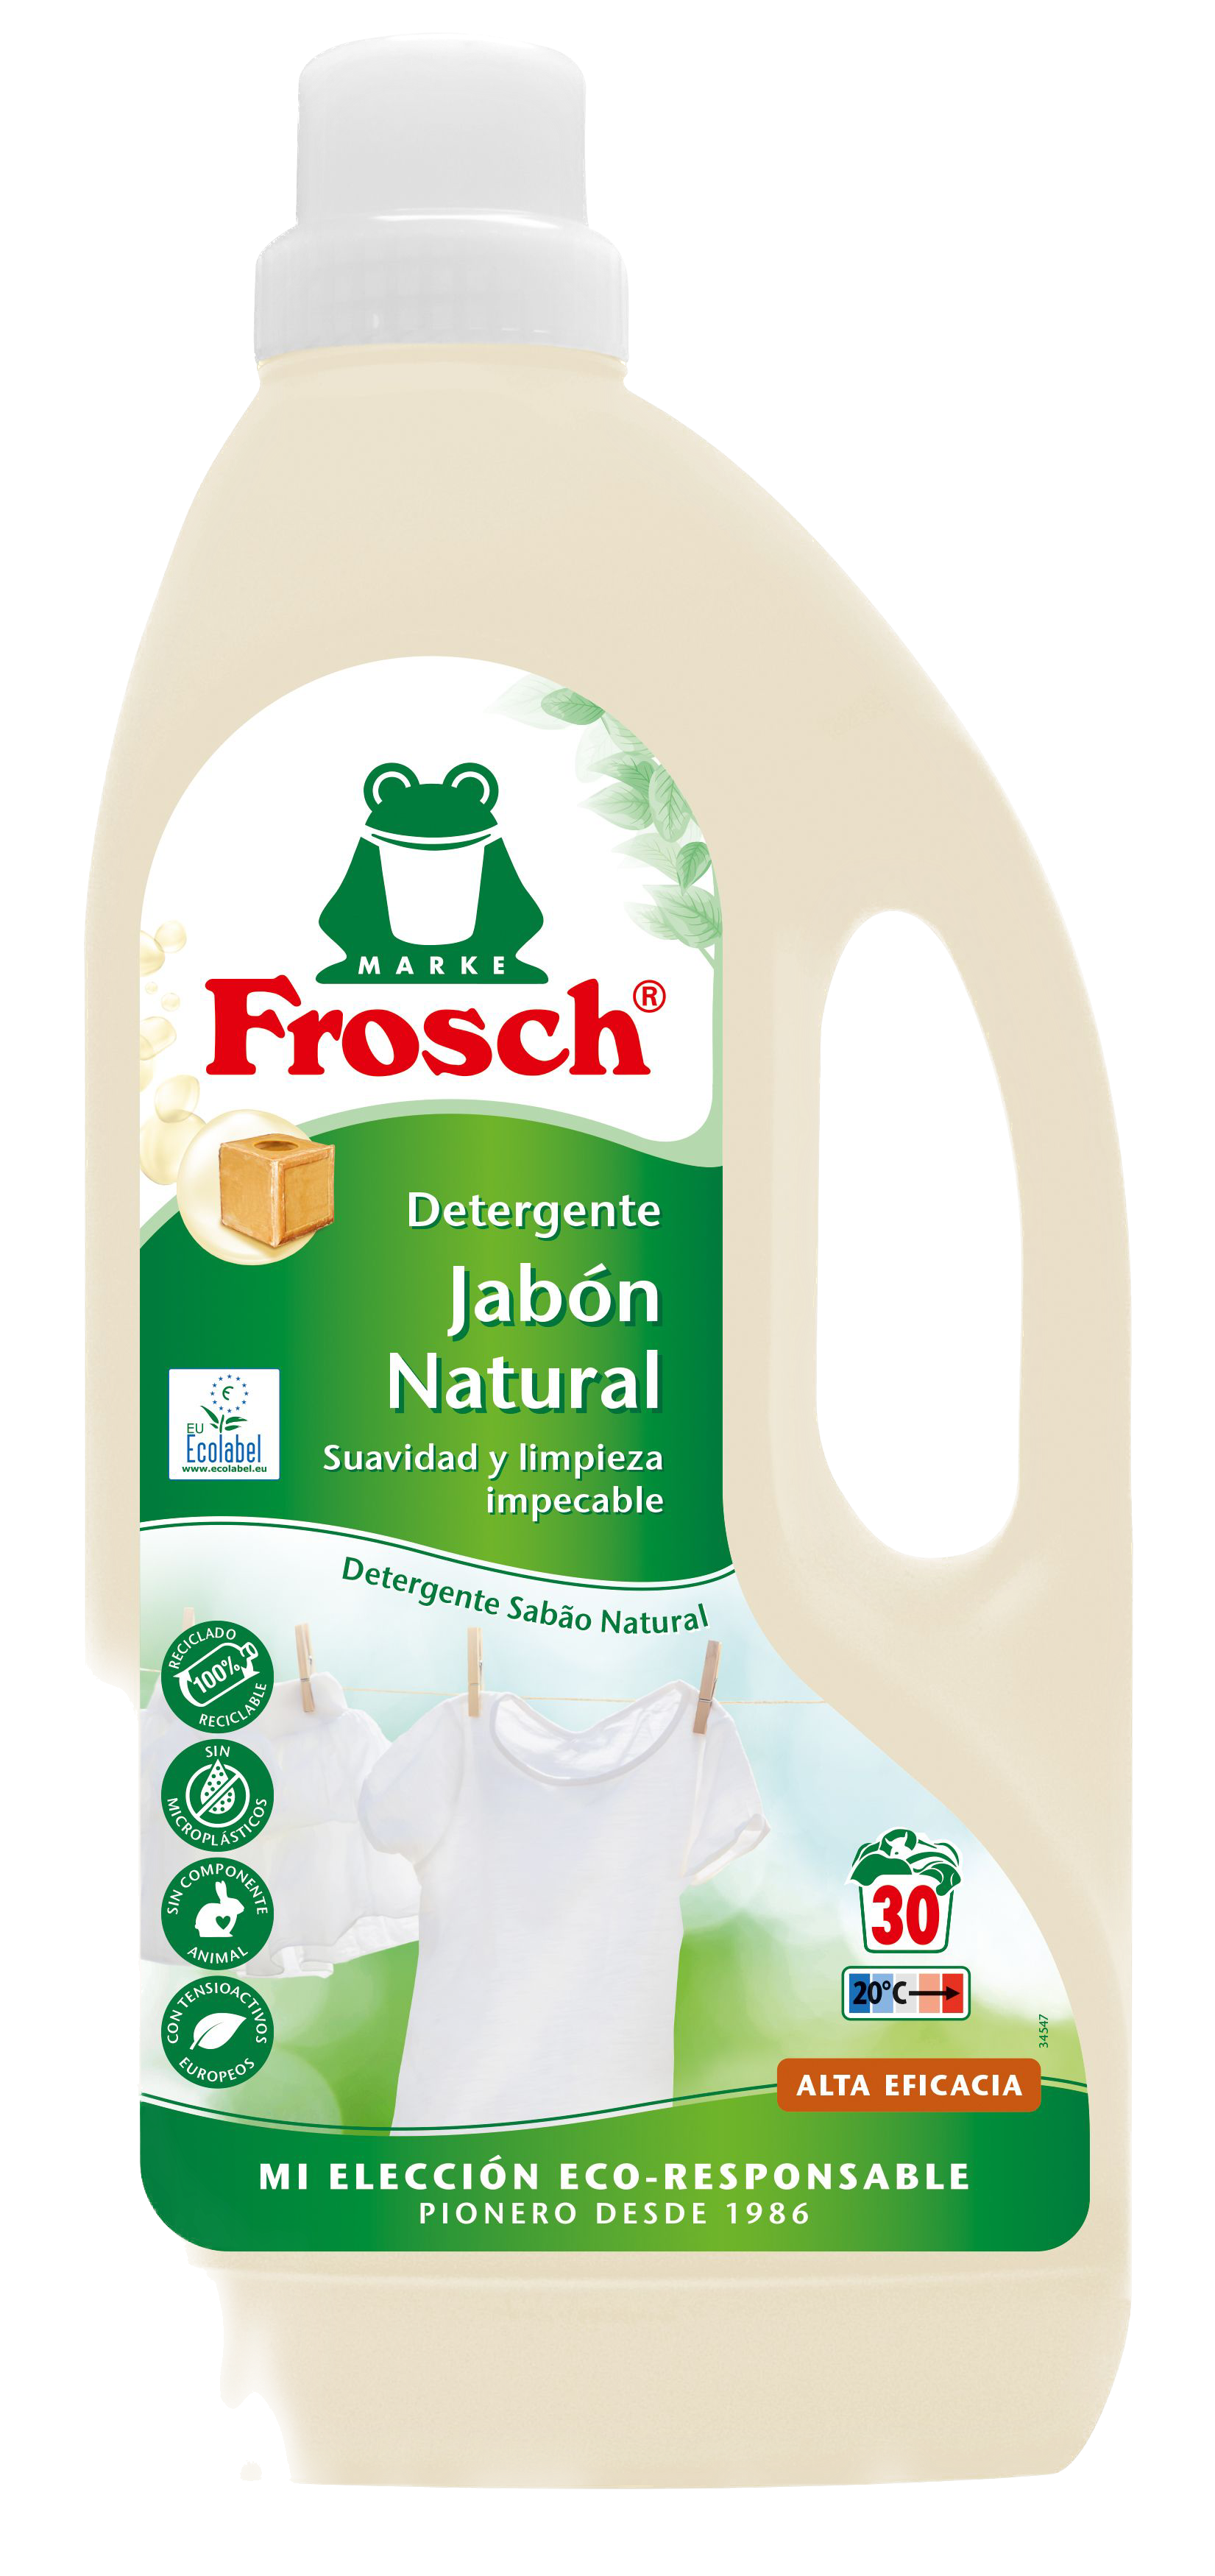 MARKE
Frosch®
Detergente
Jabón
Natural
Suavidad y limpieza
impecable
EU
Ecolabel
www.ecolabel.eu
Detergente Sabão Natural
RECICLADO
100%
RECICLABLE
SIN
MICROPLÁSTICOS
SIN COMPONENTE
ANIMAL
CON TENSIOACTIVOS
EUROPEOS
30
20°C
34547
ALTA EFICACIA
MI ELECCIÓN ECO-RESPONSABLE
PIONERO DESDE 1986